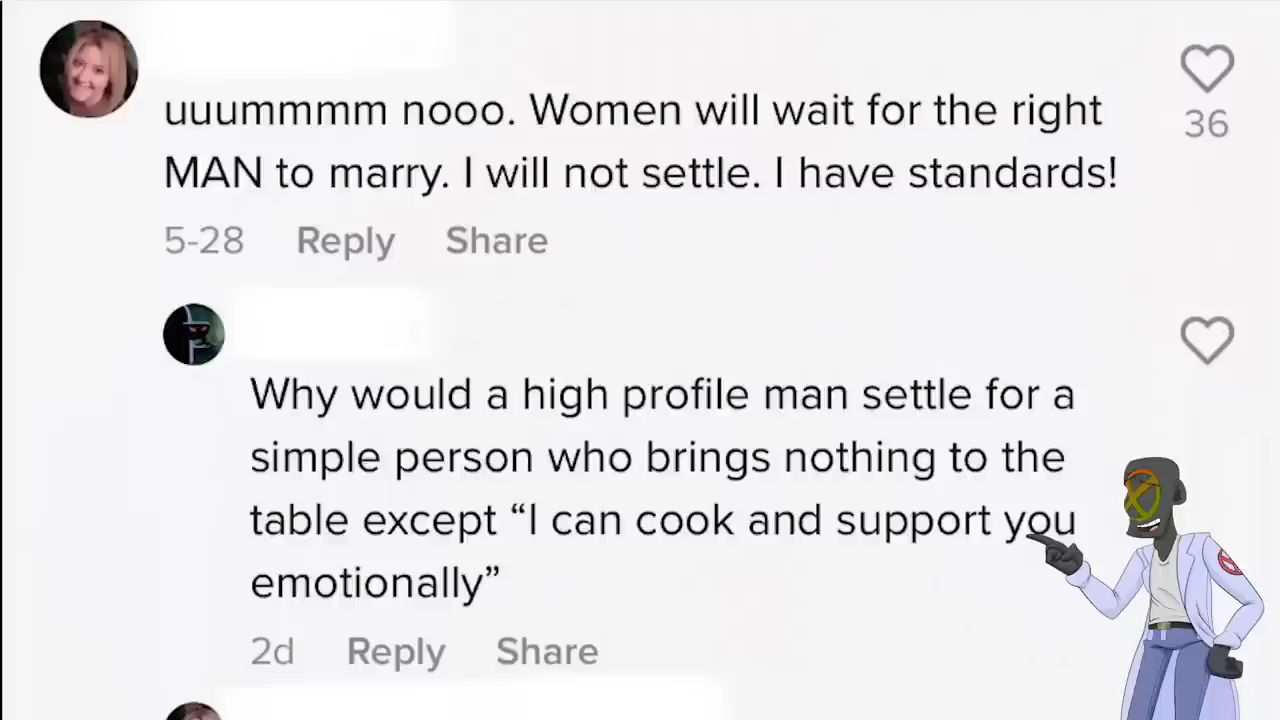 uuummmm nooo. Women will wait for the right
MAN to marry. I will not settle. I have standards!
36
5-28 Reply Share
Why would a high profile man settle for a
simple person who brings nothing to the
table except “I can cook and support you
emotionally”
2d Reply Share